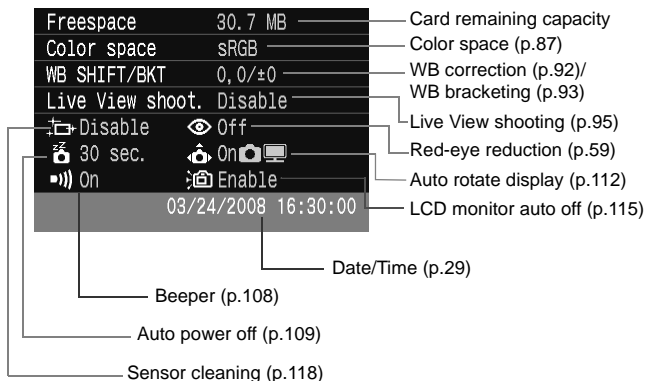 Freespace 30.7 MB
Card remaining capacity
Color space sRGB
Color space (p.87)
WB SHIFT/BKT 0,0/±0
WB correction (p.92)/
WB bracketing (p.93)
Live View shoot. Disable
Live View shooting (p.95)
Disable Off
Red-eye reduction (p.59)
zz 30 sec. On
Auto rotate display (p.112)
On Enable
LCD monitor auto off (p.115)
03/24/2008 16:30:00
Date/Time (p.29)
Beeper (p.108)
Auto power off (p.109)
Sensor cleaning (p.118)